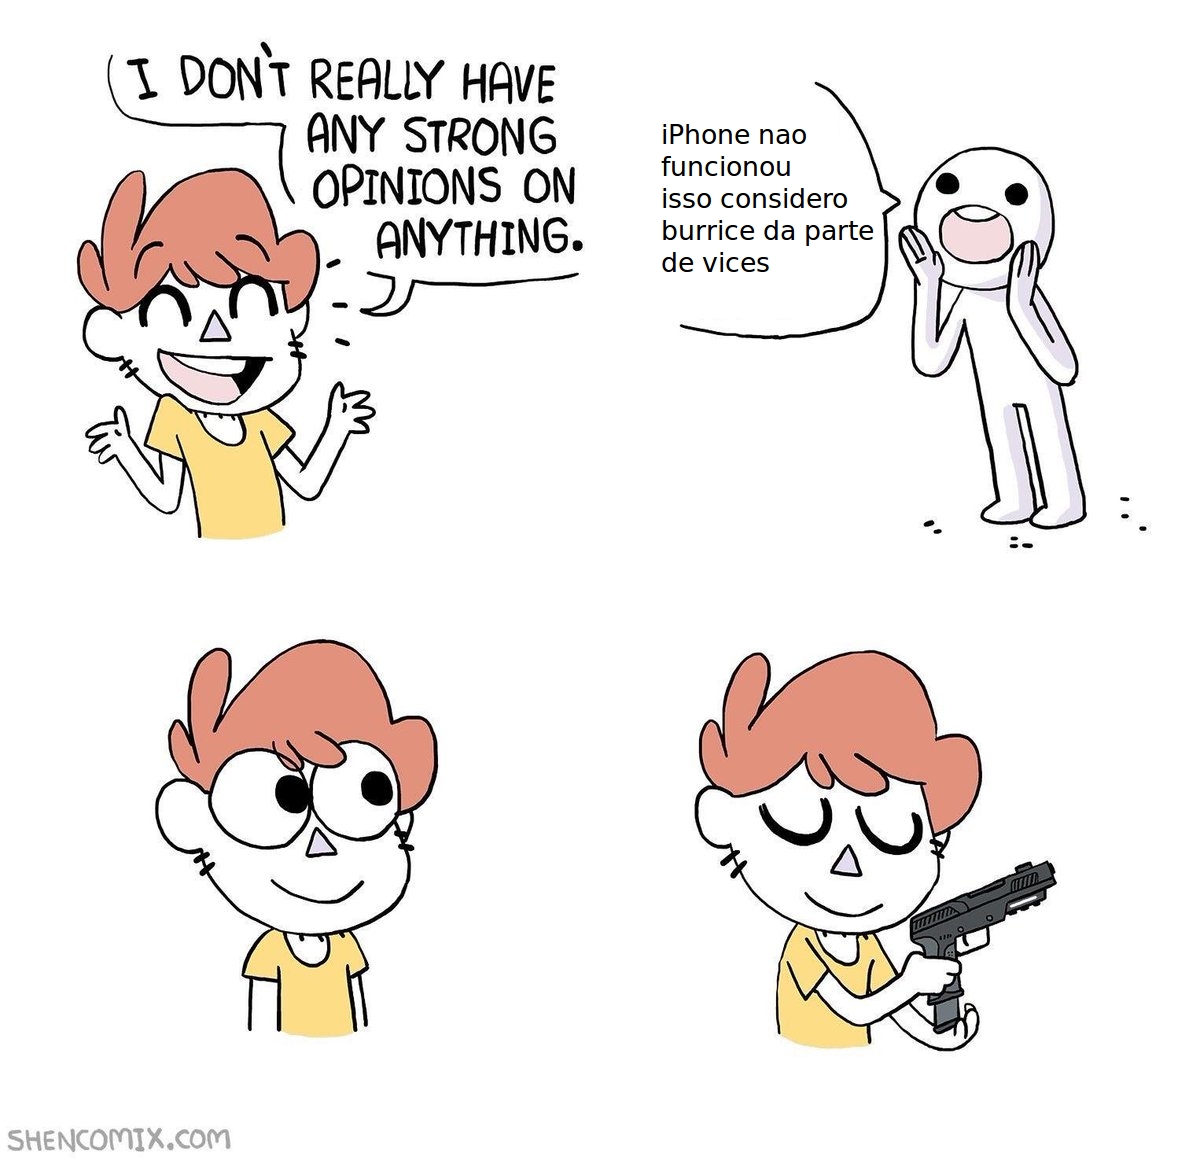 I DON'T REALLY HAVE
ANY STRONG
OPINIONS ON
ANYTHING.
iPhone nao
funcionou
isso considero
burrice da parte
de vices
SHENCOMIX.COM